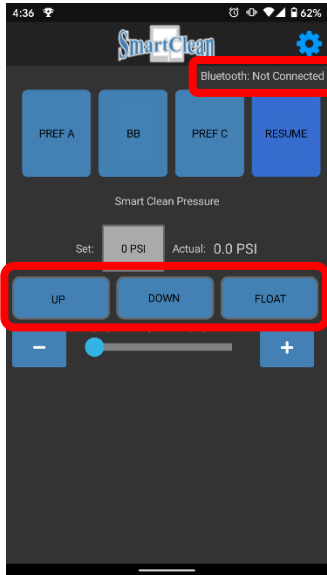 4:36 62%
SmartClean
Bluetooth: Not Connected
PREF A BB PREF C RESUME
Smart Clean Pressure
Set: 0 PSI Actual: 0.0 PSI
UP DOWN FLOAT
− +